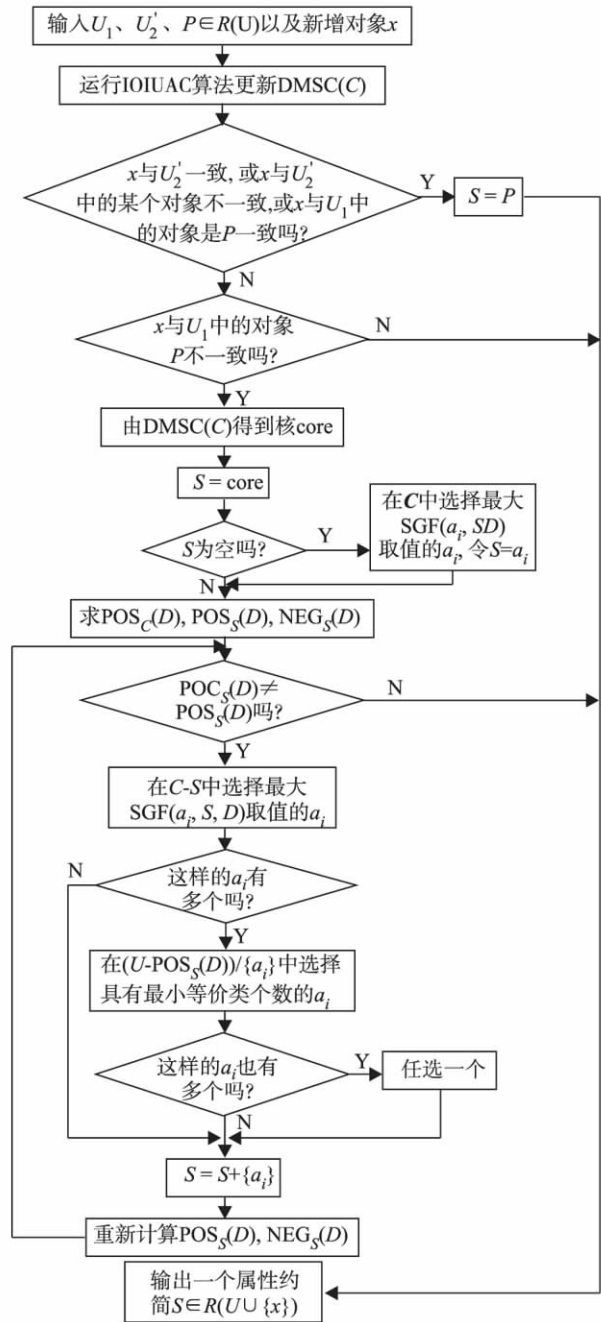 输入U₁、U₂'、P∈R(U)以及新增对象x
运行IOIUAC算法更新DMSC(C)
x与U₂'一致, 或x与U₂'
中的某个对象不一致,或x与U₁中
的对象是P一致吗?
Y
S = P
N
x与U₁中的对象
P不一致吗?
N
Y
由DMSC(C)得到核core
S = core
S为空吗?
Y
在C中选择最大
SGF(aᵢ, SD)
取值的aᵢ, 令S=aᵢ
N
求POS_C(D), POS_S(D), NEG_S(D)
POC_S(D)≠
POS_S(D)吗?
N
Y
在C-S中选择最大
SGF(aᵢ, S, D)取值的aᵢ
N
这样的aᵢ有
多个吗?
Y
在(U-POS_S(D))/{aᵢ}中选择
具有最小等价类个数的aᵢ
这样的aᵢ也有
多个吗?
Y
任选一个
N
S = S+{aᵢ}
重新计算POS_S(D), NEG_S(D)
输出一个属性约
简S∈R(U∪{x})